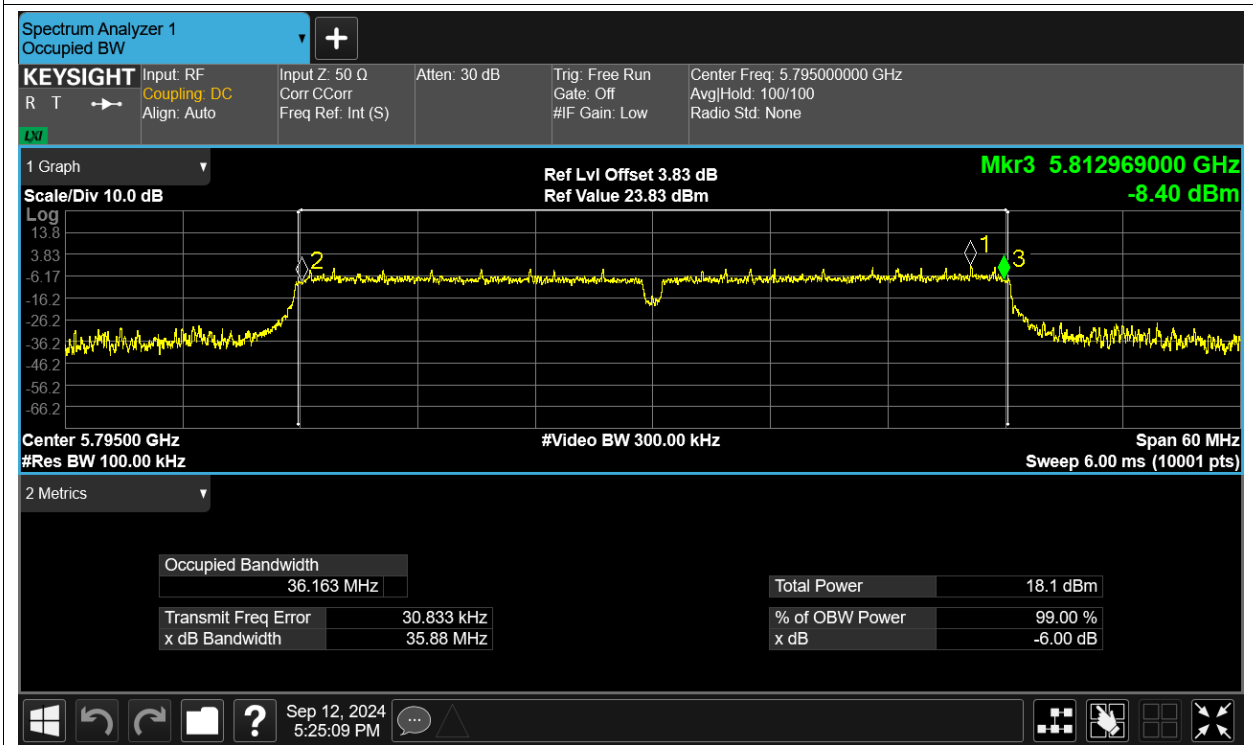 Spectrum Analyzer 1
Occupied BW
KEYSIGHT
R T
LXI
Input: RF
Coupling: DC
Align: Auto
Input Z: 50 Ω
Corr CCorr
Freq Ref: Int (S)
Atten: 30 dB
Trig: Free Run
Gate: Off
#IF Gain: Low
Center Freq: 5.795000000 GHz
Avg|Hold: 100/100
Radio Std: None
1 Graph
Scale/Div 10.0 dB
Ref Lvl Offset 3.83 dB
Ref Value 23.83 dBm
Mkr3 5.812969000 GHz
-8.40 dBm
Log
13.8
3.83
-6.17
-16.2
-26.2
-36.2
-46.2
-56.2
-66.2
2
1
3
Center 5.79500 GHz
#Res BW 100.00 kHz
#Video BW 300.00 kHz
Span 60 MHz
Sweep 6.00 ms (10001 pts)
2 Metrics
Occupied Bandwidth
36.163 MHz
Transmit Freq Error 30.833 kHz
x dB Bandwidth 35.88 MHz
Total Power 18.1 dBm
% of OBW Power 99.00 %
x dB -6.00 dB
?
Sep 12, 2024
5:25:09 PM